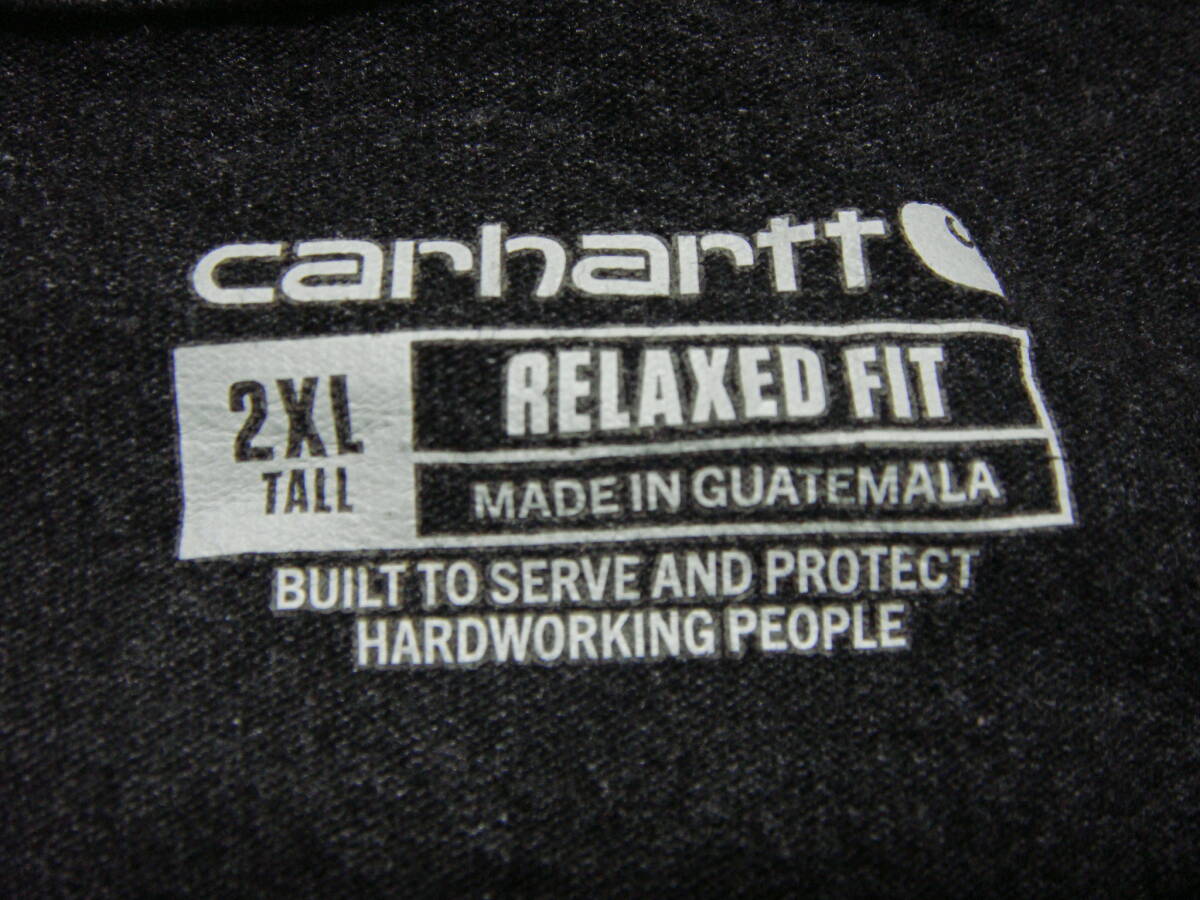 carhartt
2XL
TALL
RELAXED FIT
MADE IN GUATEMALA
BUILT TO SERVE AND PROTECT
HARDWORKING PEOPLE